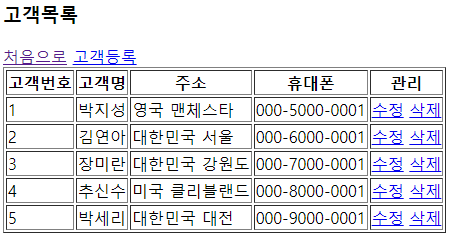 고객목록
처음으로 고객등록
고객번호 고객명 주소 휴대폰 관리
1 박지성 영국 맨체스타 000-5000-0001 수정 삭제
2 김연아 대한민국 서울 000-6000-0001 수정 삭제
3 장미란 대한민국 강원도 000-7000-0001 수정 삭제
4 추신수 미국 클리블랜드 000-8000-0001 수정 삭제
5 박세리 대한민국 대전 000-9000-0001 수정 삭제